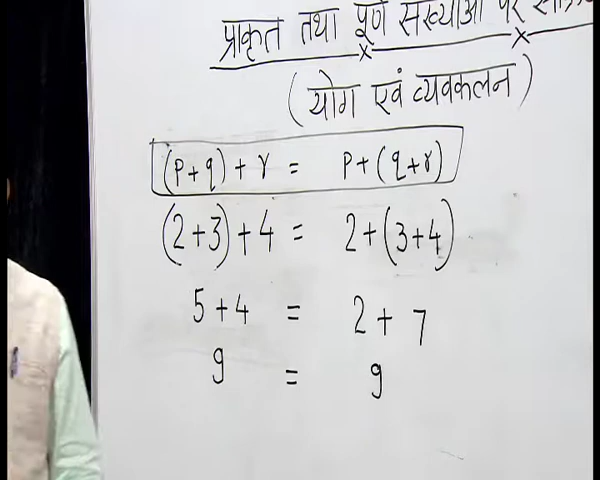 प्राकृत तथा पूर्ण संख्याओं पर
(योग एवं व्यवकलन)
(p+q)+r = p+(q+r)
(2+3)+4 = 2+(3+4)
5+4 = 2+7
9 = 9